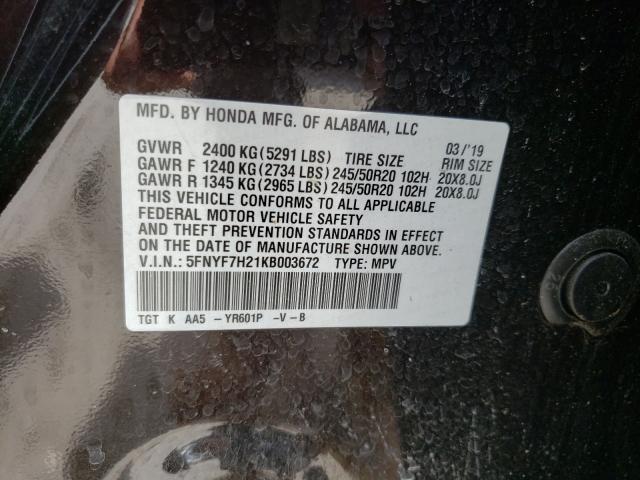 MFD. BY HONDA MFG. OF ALABAMA, LLC
GVWR 2400 KG (5291 LBS) TIRE SIZE 03/'19 RIM SIZE
GAWR F 1240 KG (2734 LBS) 245/50R20 102H 20X8.0J
GAWR R 1345 KG (2965 LBS) 245/50R20 102H 20X8.0J
THIS VEHICLE CONFORMS TO ALL APPLICABLE
FEDERAL MOTOR VEHICLE SAFETY
AND THEFT PREVENTION STANDARDS IN EFFECT
ON THE DATE OF MANUFACTURE SHOWN ABOVE.
V.I.N.: 5FNYF7H21KB003672 TYPE: MPV
TGT K AA5 -YR601P -V-B